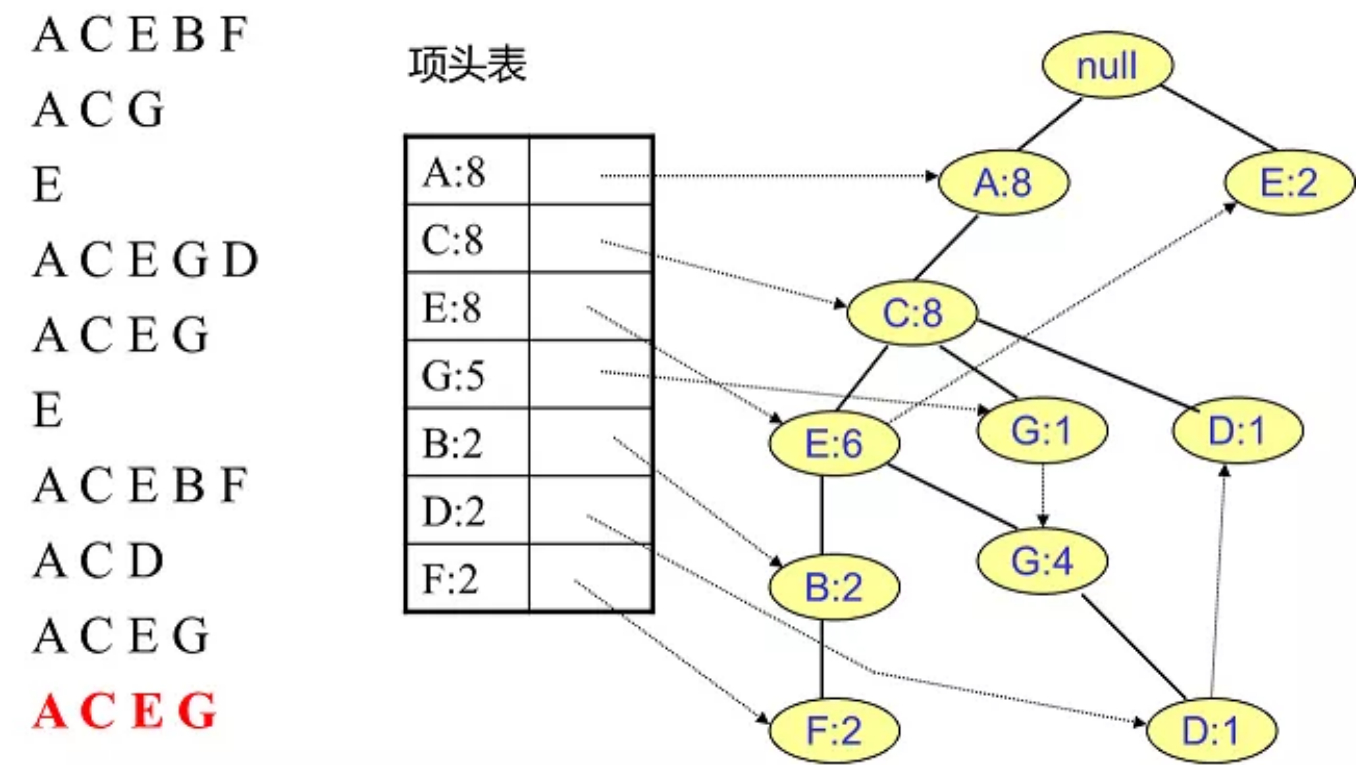 A C E B F
A C G
E
A C E G D
A C E G
E
A C E B F
A C D
A C E G
A C E G
项头表
A:8
C:8
E:8
G:5
B:2
D:2
F:2
null
A:8
E:2
C:8
E:6
G:1
D:1
B:2
G:4
F:2
D:1